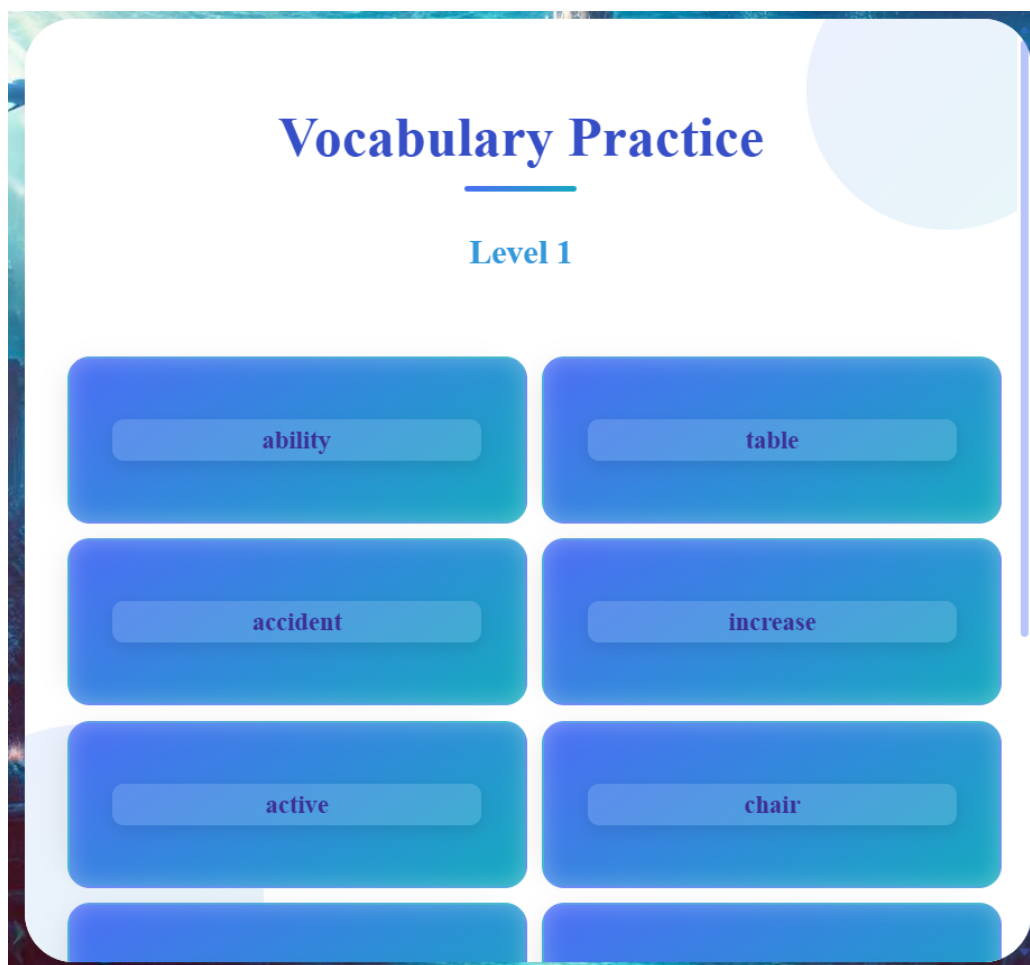 Vocabulary Practice
Level 1
ability
table
accident
increase
active
chair